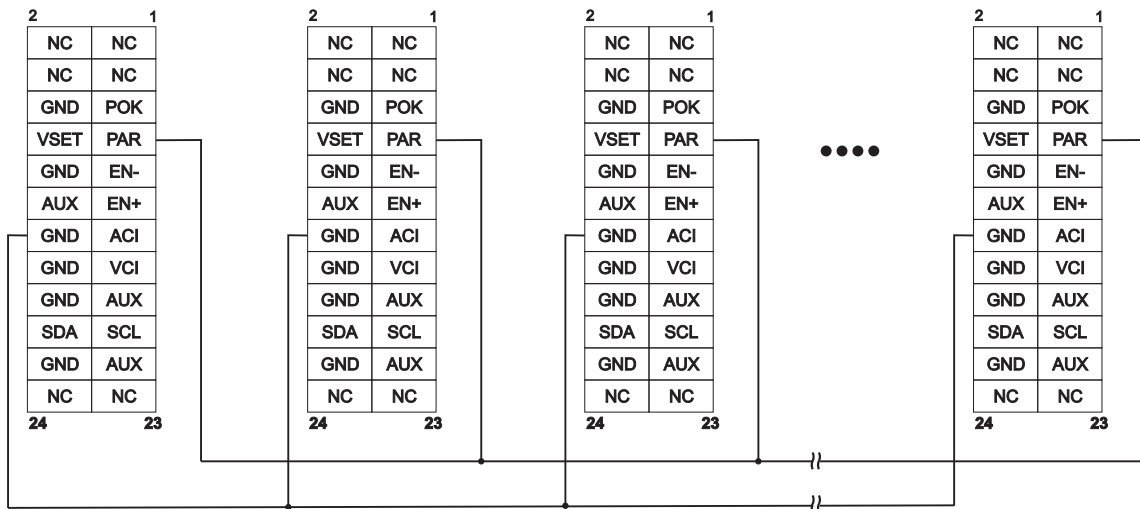 2 1 2 1 2 1 2 1
NC NC NC NC NC NC NC NC
NC NC NC NC NC NC NC NC
GND POK GND POK GND POK GND POK
VSET PAR VSET PAR VSET PAR VSET PAR
GND EN- GND EN- GND EN- GND EN-
AUX EN+ AUX EN+ AUX EN+ AUX EN+
GND ACI GND ACI GND ACI GND ACI
GND VCI GND VCI GND VCI GND VCI
GND AUX GND AUX GND AUX GND AUX
SDA SCL SDA SCL SDA SCL SDA SCL
GND AUX GND AUX GND AUX GND AUX
NC NC NC NC NC NC NC NC
24 23 24 23 24 23 24 23